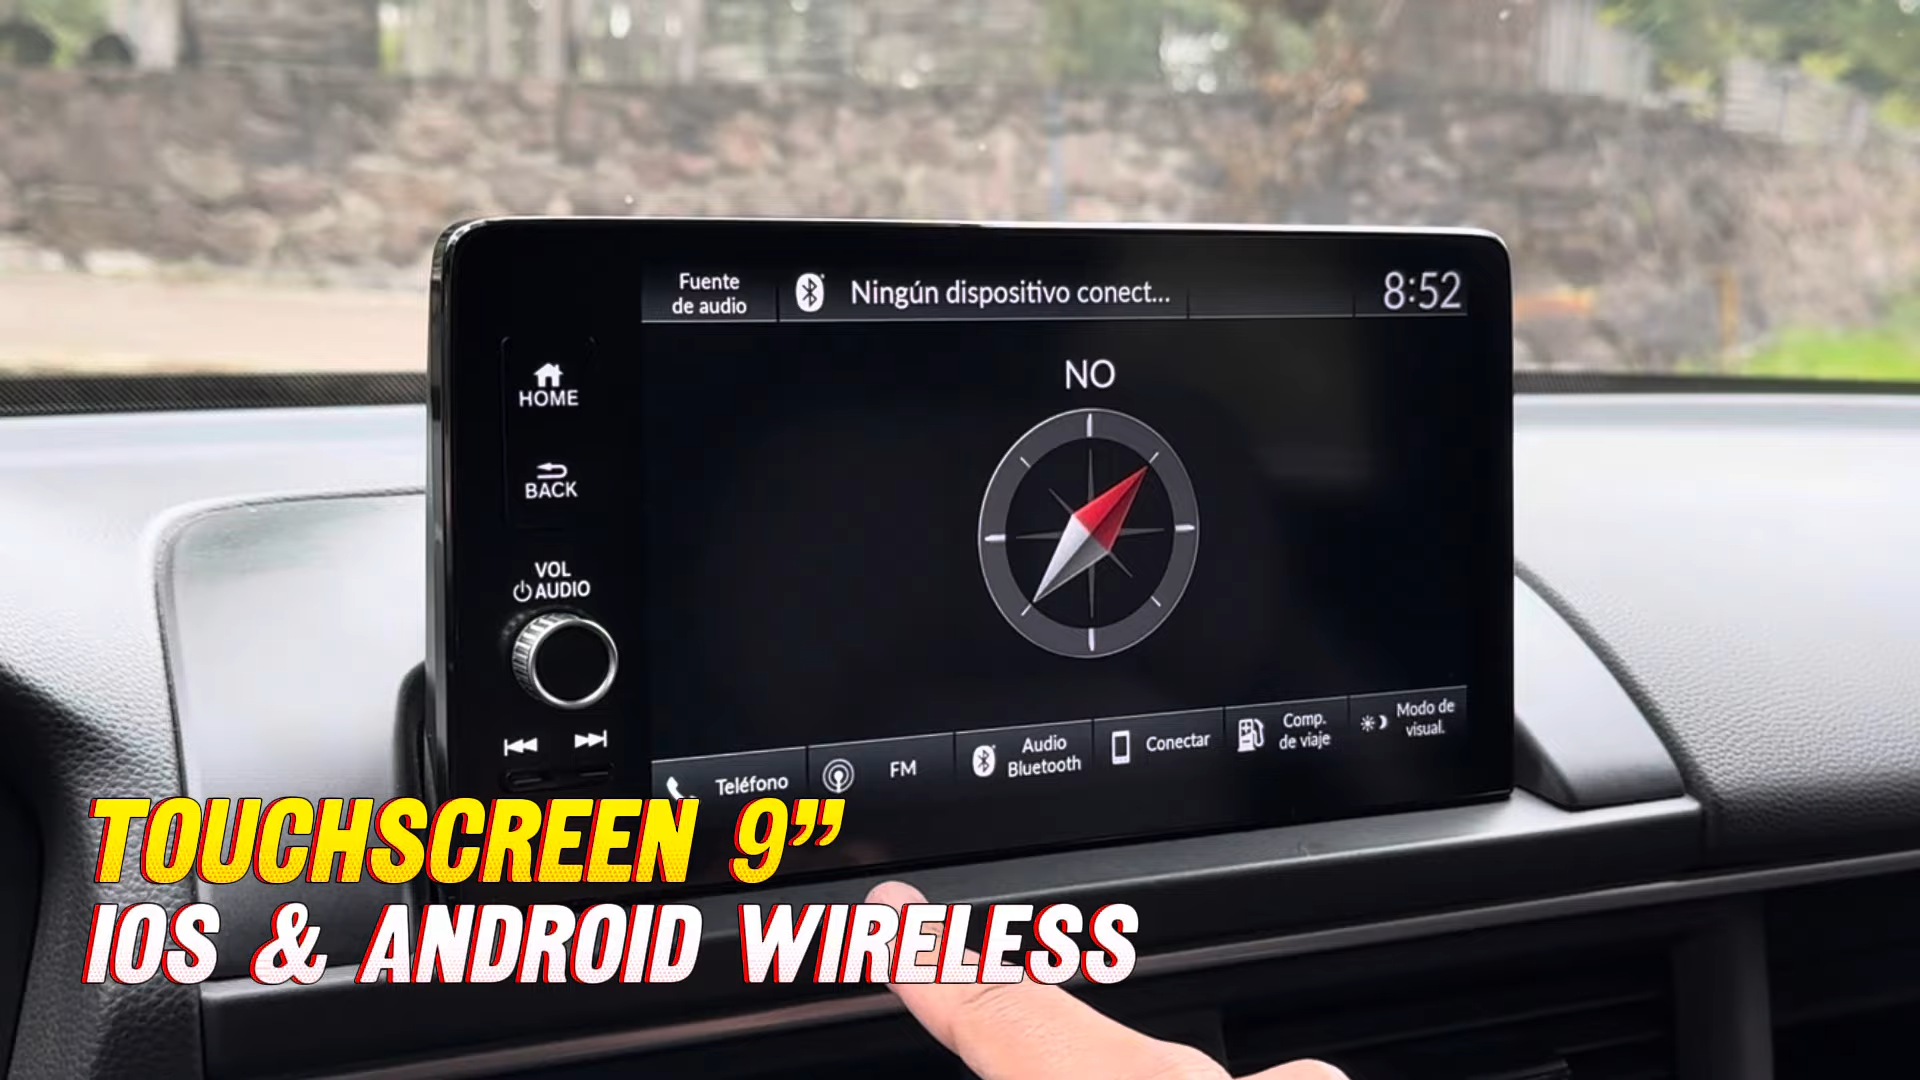 Fuente
de audio
Ningún dispositivo conect...
8:52
NO
HOME
BACK
VOL
AUDIO
Teléfono
FM
Audio
Bluetooth
Conectar
Comp.
de viaje
Modo de
visual.
TOUCHSCREEN 9”
IOS & ANDROID WIRELESS